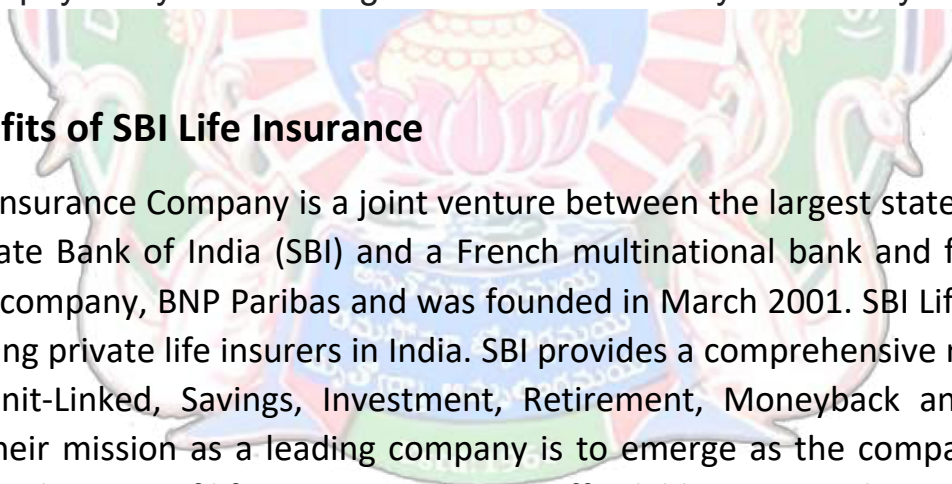 fits of SBI Life Insurance
nsurance Company is a joint venture between the largest state
ate Bank of India (SBI) and a French multinational bank and f
company, BNP Paribas and was founded in March 2001. SBI Lif
ng private life insurers in India. SBI provides a comprehensive r
nit-Linked, Savings, Investment, Retirement, Moneyback an
heir mission as a leading company is to emerge as the compa